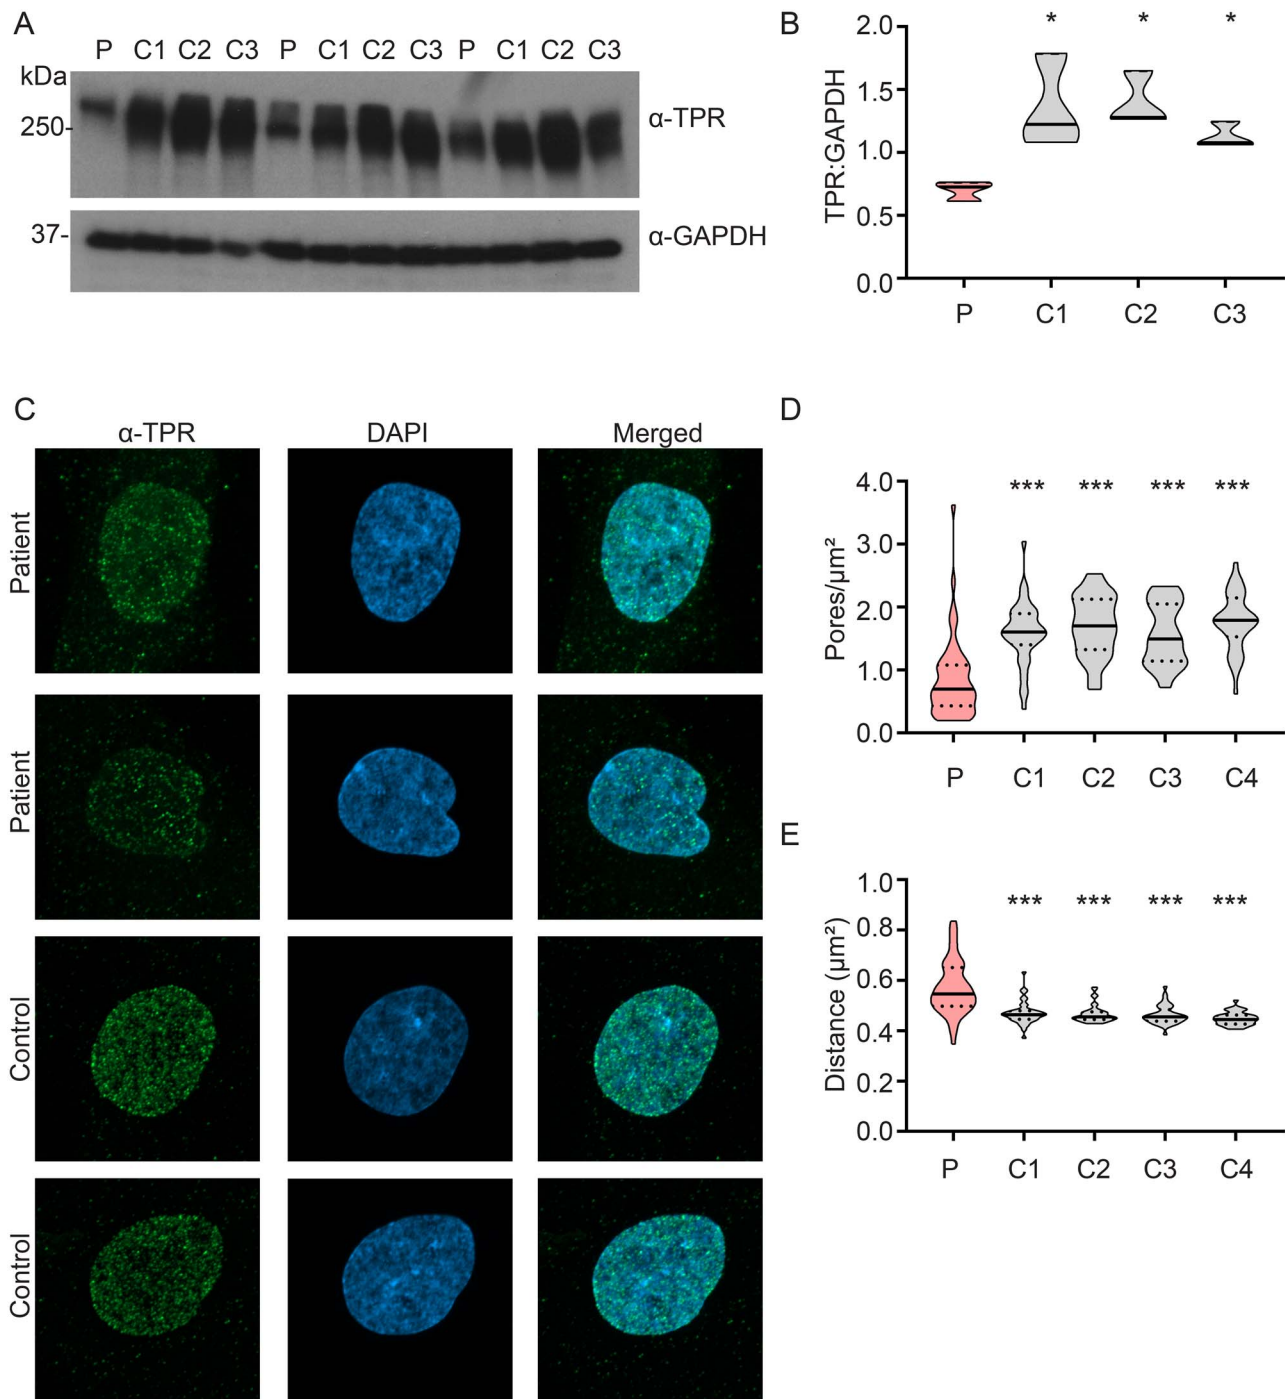 A
P C1 C2 C3 P C1 C2 C3 P C1 C2 C3
kDa
250-
α-TPR
37-
α-GAPDH
B
TPR:GAPDH
2.0
1.5
1.0
0.5
0.0
* * *
P C1 C2 C3
C
α-TPR DAPI Merged
Patient
Patient
Control
Control
D
Pores/µm²
4.0
3.0
2.0
1.0
0.0
*** *** *** ***
P C1 C2 C3 C4
E
Distance (µm²)
1.0
0.8
0.6
0.4
0.2
0.0
*** *** *** ***
P C1 C2 C3 C4